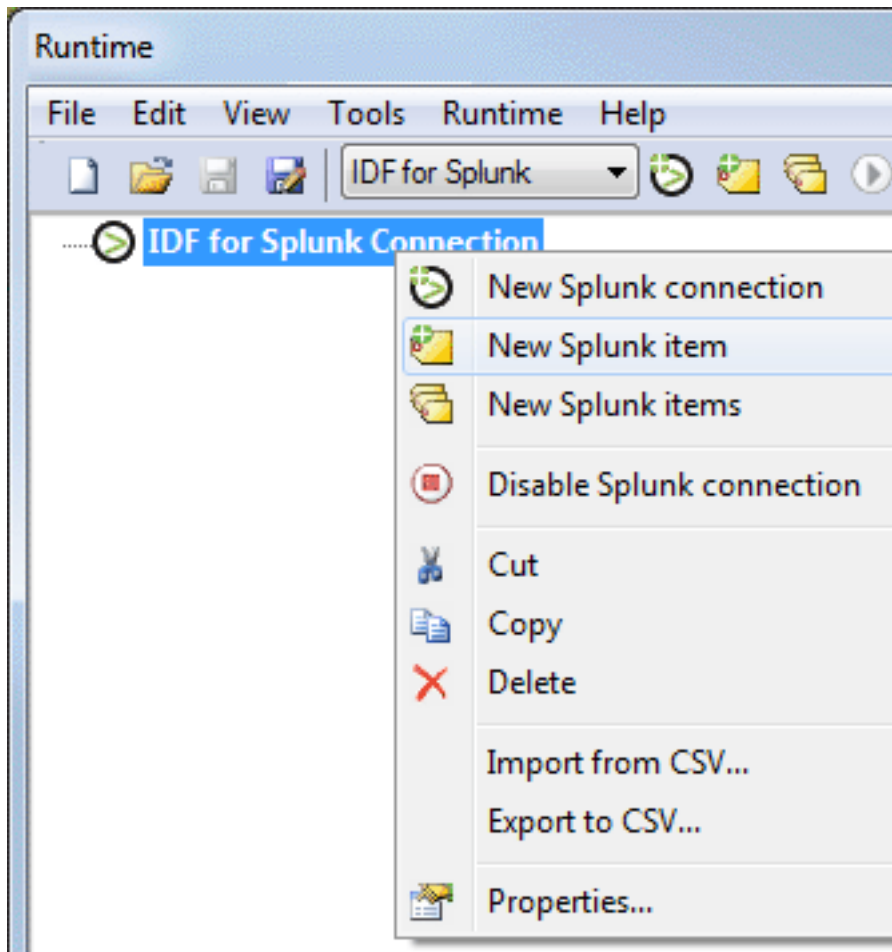 Runtime
File Edit View Tools Runtime Help
IDF for Splunk
IDF for Splunk Connection
New Splunk connection
New Splunk item
New Splunk items
Disable Splunk connection
Cut
Copy
Delete
Import from CSV...
Export to CSV...
Properties...